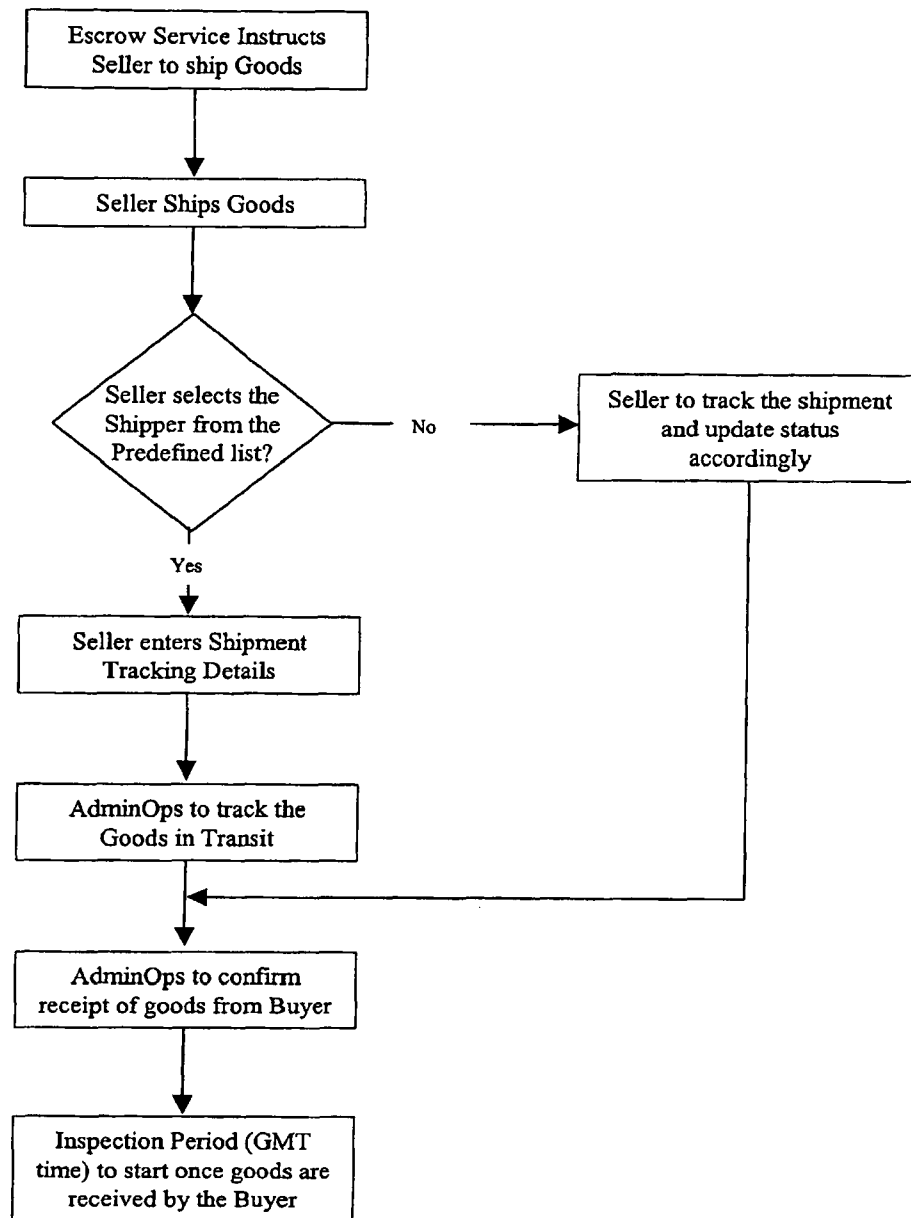 Escrow Service Instructs
Seller to ship Goods
Seller Ships Goods
Seller selects the
Shipper from the
Predefined list?
No
Seller to track the shipment
and update status
accordingly
Yes
Seller enters Shipment
Tracking Details
AdminOps to track the
Goods in Transit
AdminOps to confirm
receipt of goods from Buyer
Inspection Period (GMT
time) to start once goods are
received by the Buyer